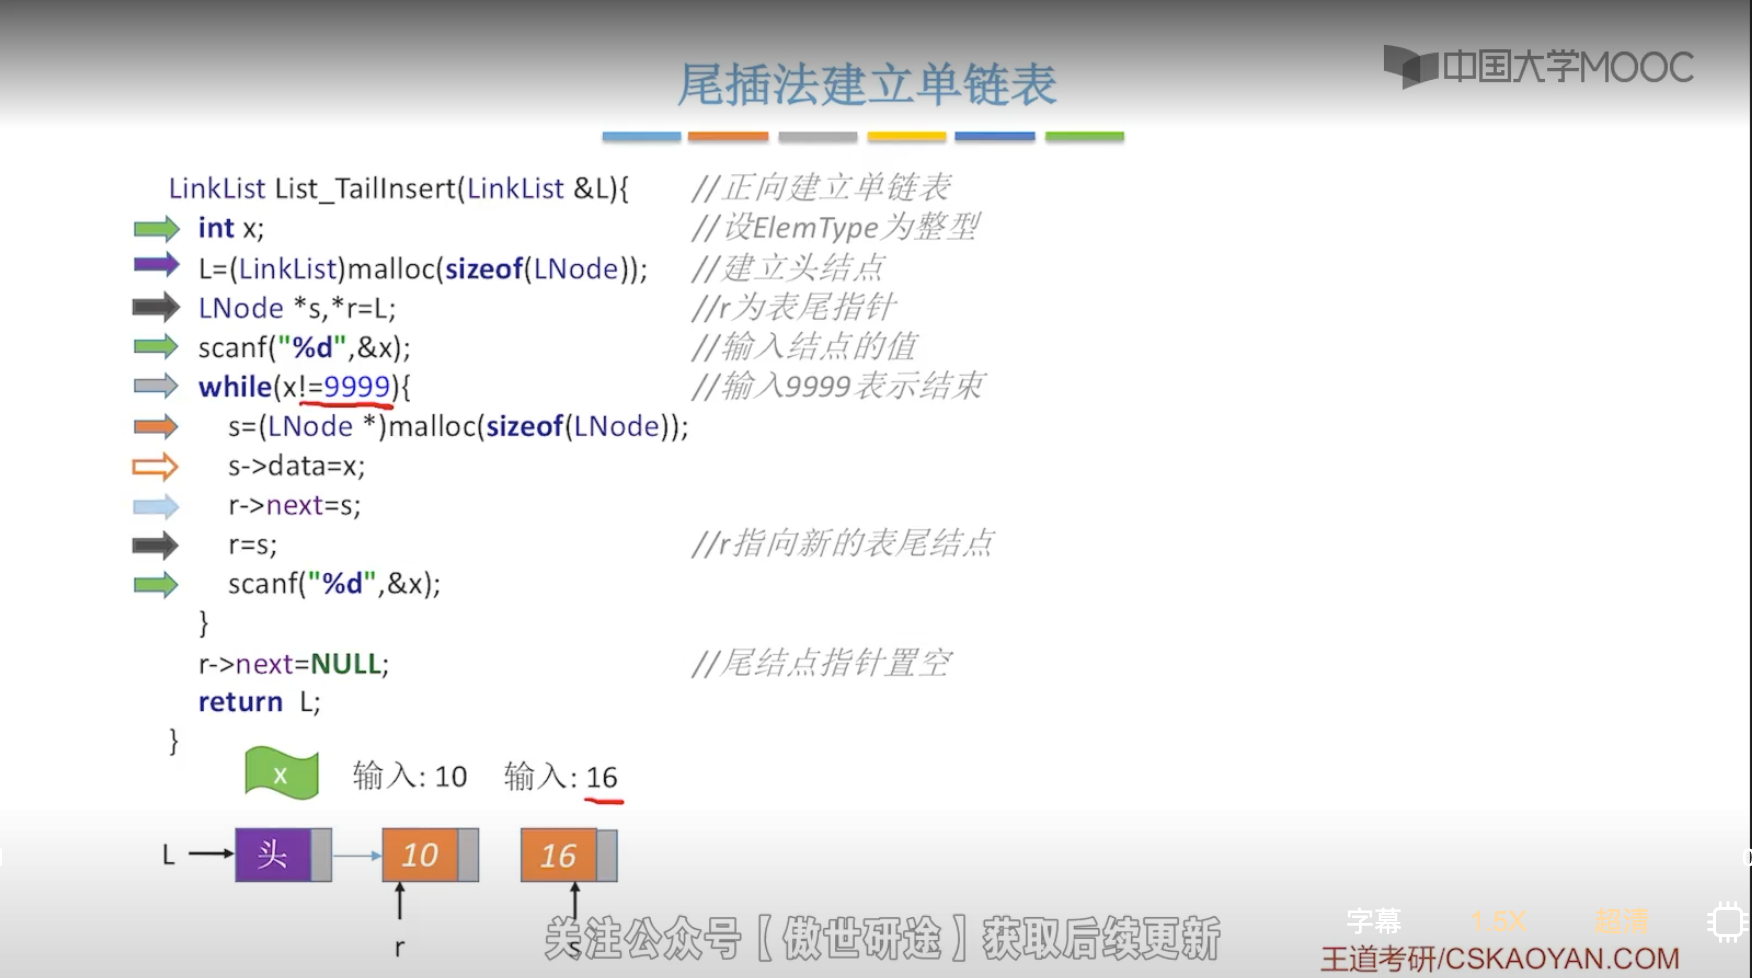 中国大学MOOC
尾插法建立单链表
LinkList List_TailInsert(LinkList &L){ //正向建立单链表
int x; //设ElemType为整型
L=(LinkList)malloc(sizeof(LNode)); //建立头结点
LNode *s,*r=L; //r为表尾指针
scanf("%d",&x); //输入结点的值
while(x!=9999){ //输入9999表示结束
s=(LNode *)malloc(sizeof(LNode));
s->data=x;
r->next=s;
r=s; //r指向新的表尾结点
scanf("%d",&x);
}
r->next=NULL; //尾结点指针置空
return L;
}
x 输入: 10 输入: 16
L 头 10 16
r s
关注公众号【傲世研途】获取后续更新
字幕 1.5X 超清
王道考研/CSKAOYAN.COM